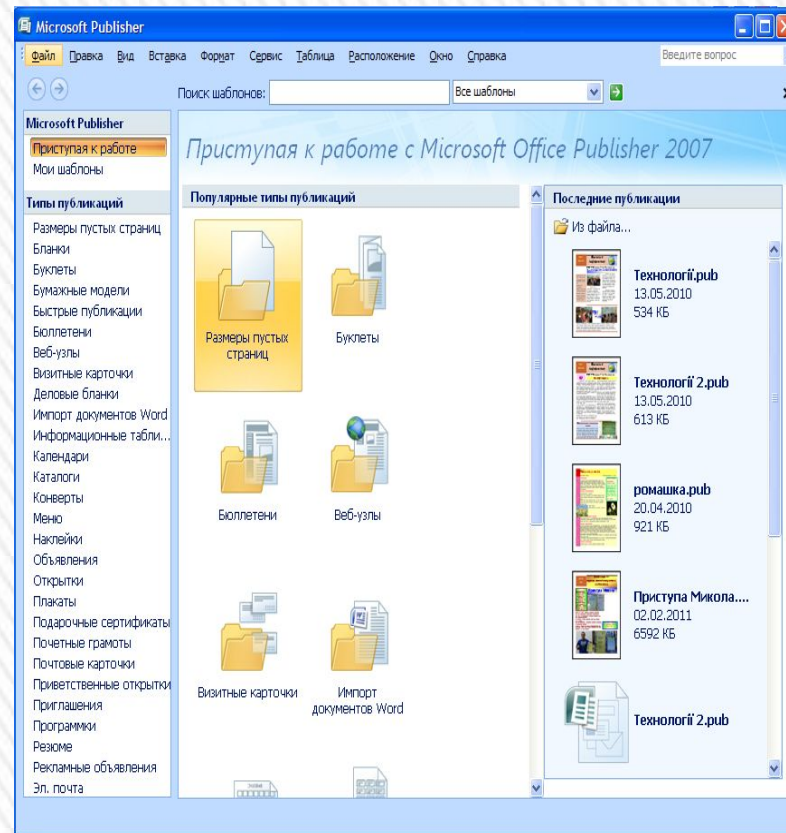 Microsoft Publisher
Файл Правка Вид Вставка Формат Сервис Таблица Расположение Окно Справка
Введите вопрос
Поиск шаблонов:
Все шаблоны
Microsoft Publisher
Приступая к работе
Мои шаблоны
Типы публикаций
Размеры пустых страниц
Бланки
Буклеты
Бумажные модели
Быстрые публикации
Бюллетени
Веб-узлы
Визитные карточки
Деловые бланки
Импорт документов Word
Информационные табли...
Календари
Каталоги
Конверты
Меню
Наклейки
Объявления
Открытки
Плакаты
Подарочные сертификаты
Почетные грамоты
Почтовые карточки
Приветственные открытки
Приглашения
Программки
Резюме
Рекламные объявления
Эл. почта
Приступая к работе с Microsoft Office Publisher 2007
Популярные типы публикаций
Размеры пустых
страниц
Буклеты
Бюллетени
Веб-узлы
Визитные карточки
Импорт
документов Word
Последние публикации
Из файла...
Технології.pub
13.05.2010
534 КБ
Технології 2.pub
13.05.2010
613 КБ
ромашка.pub
20.04.2010
921 КБ
Приступа Микола....
02.02.2011
6592 КБ
Технології 2.pub